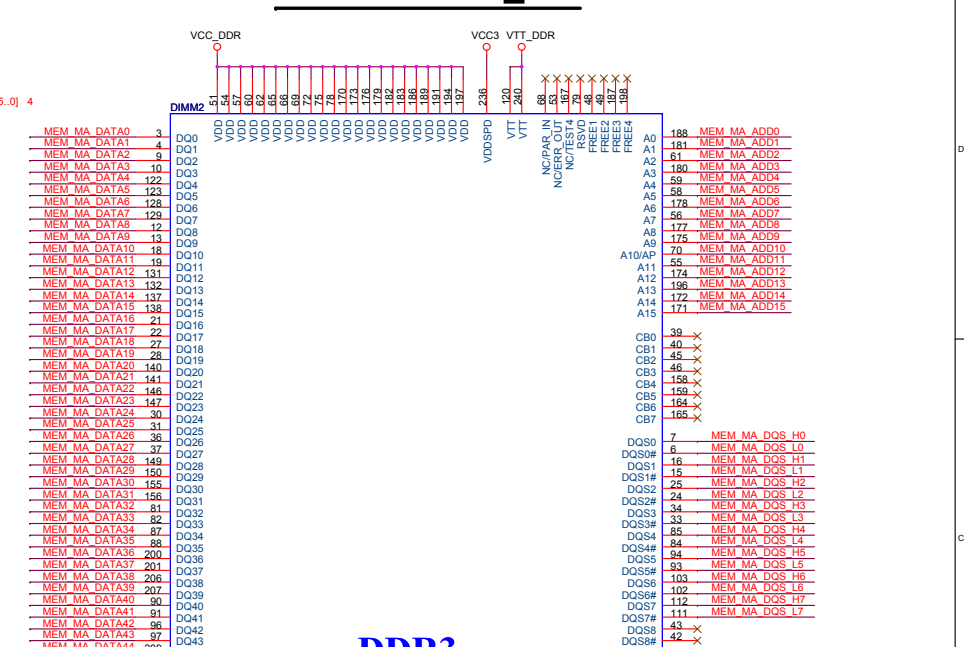 VCC_DDR VCC3 VTT_DDR
5..0] 4
DIMM2
51 54 57 60 62 65 66 69 72 75 78 170 173 176 179 182 183 186 189 191 194 197 236 120 240 68 53 167 79 48 49 187 198
VDD VDD VDD VDD VDD VDD VDD VDD VDD VDD VDD VDD VDD VDD VDD VDD VDD VDD VDD VDD VDD VDD VDDSPD VTT VTT NC/PAR_IN NC/ERR_OUT NC/TEST4 RSVD FREE1 FREE2 FREE3 FREE4
MEM_MA_DATA0 3 DQ0 A0 188 MEM_MA_ADD0
MEM_MA_DATA1 4 DQ1 A1 181 MEM_MA_ADD1
MEM_MA_DATA2 9 DQ2 A2 61 MEM_MA_ADD2
MEM_MA_DATA3 10 DQ3 A3 180 MEM_MA_ADD3
MEM_MA_DATA4 122 DQ4 A4 59 MEM_MA_ADD4
MEM_MA_DATA5 123 DQ5 A5 58 MEM_MA_ADD5
MEM_MA_DATA6 128 DQ6 A6 178 MEM_MA_ADD6
MEM_MA_DATA7 129 DQ7 A7 56 MEM_MA_ADD7
MEM_MA_DATA8 12 DQ8 A8 177 MEM_MA_ADD8
MEM_MA_DATA9 13 DQ9 A9 175 MEM_MA_ADD9
MEM_MA_DATA10 18 DQ10 A10/AP 70 MEM_MA_ADD10
MEM_MA_DATA11 19 DQ11 A11 55 MEM_MA_ADD11
MEM_MA_DATA12 131 DQ12 A12 174 MEM_MA_ADD12
MEM_MA_DATA13 132 DQ13 A13 196 MEM_MA_ADD13
MEM_MA_DATA14 137 DQ14 A14 172 MEM_MA_ADD14
MEM_MA_DATA15 138 DQ15 A15 171 MEM_MA_ADD15
MEM_MA_DATA16 21 DQ16
MEM_MA_DATA17 22 DQ17 CB0 39
MEM_MA_DATA18 27 DQ18 CB1 40
MEM_MA_DATA19 28 DQ19 CB2 45
MEM_MA_DATA20 140 DQ20 CB3 46
MEM_MA_DATA21 141 DQ21 CB4 158
MEM_MA_DATA22 146 DQ22 CB5 159
MEM_MA_DATA23 147 DQ23 CB6 164
MEM_MA_DATA24 30 DQ24 CB7 165
MEM_MA_DATA25 31 DQ25
MEM_MA_DATA26 36 DQ26 DQS0 7 MEM_MA_DQS_H0
MEM_MA_DATA27 37 DQ27 DQS0# 6 MEM_MA_DQS_L0
MEM_MA_DATA28 149 DQ28 DQS1 16 MEM_MA_DQS_H1
MEM_MA_DATA29 150 DQ29 DQS1# 15 MEM_MA_DQS_L1
MEM_MA_DATA30 155 DQ30 DQS2 25 MEM_MA_DQS_H2
MEM_MA_DATA31 156 DQ31 DQS2# 24 MEM_MA_DQS_L2
MEM_MA_DATA32 81 DQ32 DQS3 34 MEM_MA_DQS_H3
MEM_MA_DATA33 82 DQ33 DQS3# 33 MEM_MA_DQS_L3
MEM_MA_DATA34 87 DQ34 DQS4 85 MEM_MA_DQS_H4
MEM_MA_DATA35 88 DQ35 DQS4# 84 MEM_MA_DQS_L4
MEM_MA_DATA36 200 DQ36 DQS5 94 MEM_MA_DQS_H5
MEM_MA_DATA37 201 DQ37 DQS5# 93 MEM_MA_DQS_L5
MEM_MA_DATA38 206 DQ38 DQS6 103 MEM_MA_DQS_H6
MEM_MA_DATA39 207 DQ39 DQS6# 102 MEM_MA_DQS_L6
MEM_MA_DATA40 90 DQ40 DQS7 112 MEM_MA_DQS_H7
MEM_MA_DATA41 91 DQ41 DQS7# 111 MEM_MA_DQS_L7
MEM_MA_DATA42 96 DQ42 DQS8 43
MEM_MA_DATA43 97 DQ43 DQS8# 42
MEM_MA_DATA44
DDR3
D
C